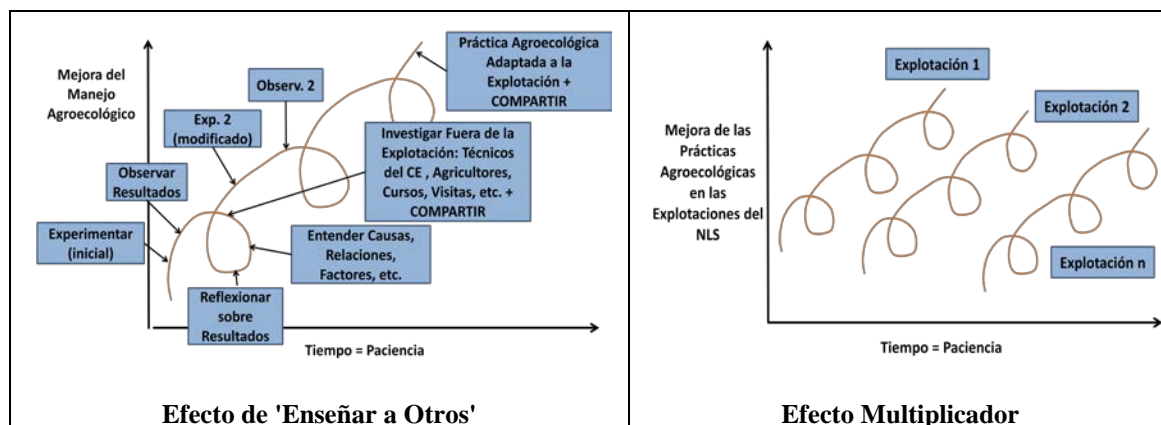 Mejora del
Manejo
Agroecológico
Práctica Agroecológica
Adaptada a la
Explotación +
COMPARTIR
Observ. 2
Exp. 2
(modificado)
Investigar Fuera de la
Explotación: Técnicos
del CE , Agricultores,
Cursos, Visitas, etc. +
COMPARTIR
Observar
Resultados
Experimentar
(inicial)
Entender Causas,
Relaciones,
Factores, etc.
Reflexionar
sobre
Resultados
Tiempo = Paciencia
Efecto de 'Enseñar a Otros'
Explotación 1
Explotación 2
Mejora de las
Prácticas
Agroecológicas
en las
Explotaciones del
NLS
Explotación n
Tiempo = Paciencia
Efecto Multiplicador